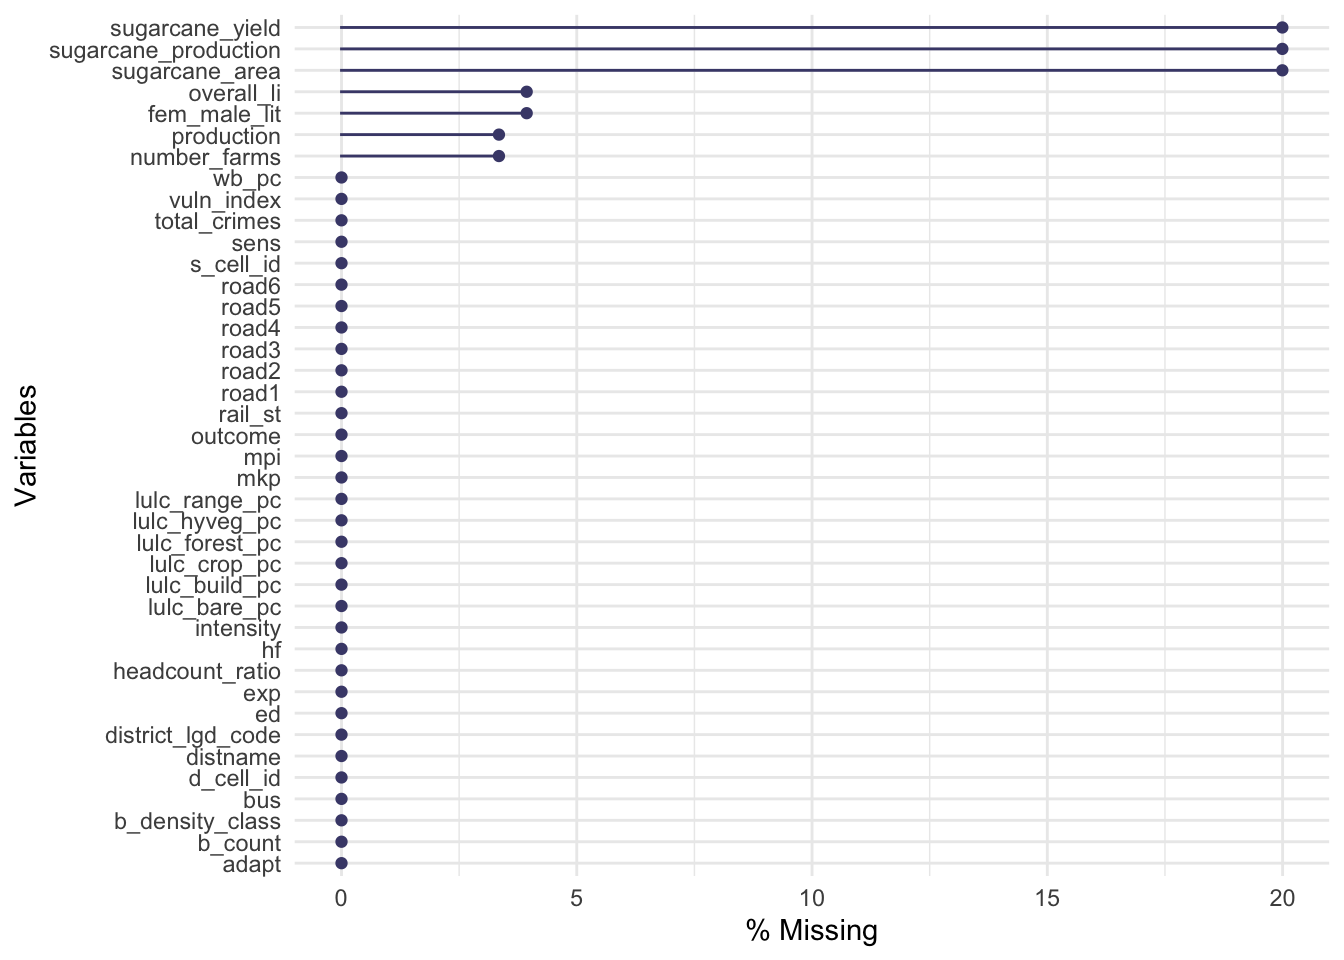 sugarcane_yield
sugarcane_production
sugarcane_area
overall_li
fem_male_lit
production
number_farms
wb_pc
vuln_index
total_crimes
sens
s_cell_id
road6
road5
road4
road3
road2
road1
rail_st
outcome
mpi
mkp
lulc_range_pc
lulc_hyveg_pc
lulc_forest_pc
lulc_crop_pc
lulc_build_pc
lulc_bare_pc
intensity
hf
headcount_ratio
exp
ed
district_lgd_code
distname
d_cell_id
bus
b_density_class
b_count
adapt
Variables
0 5 10 15 20
% Missing